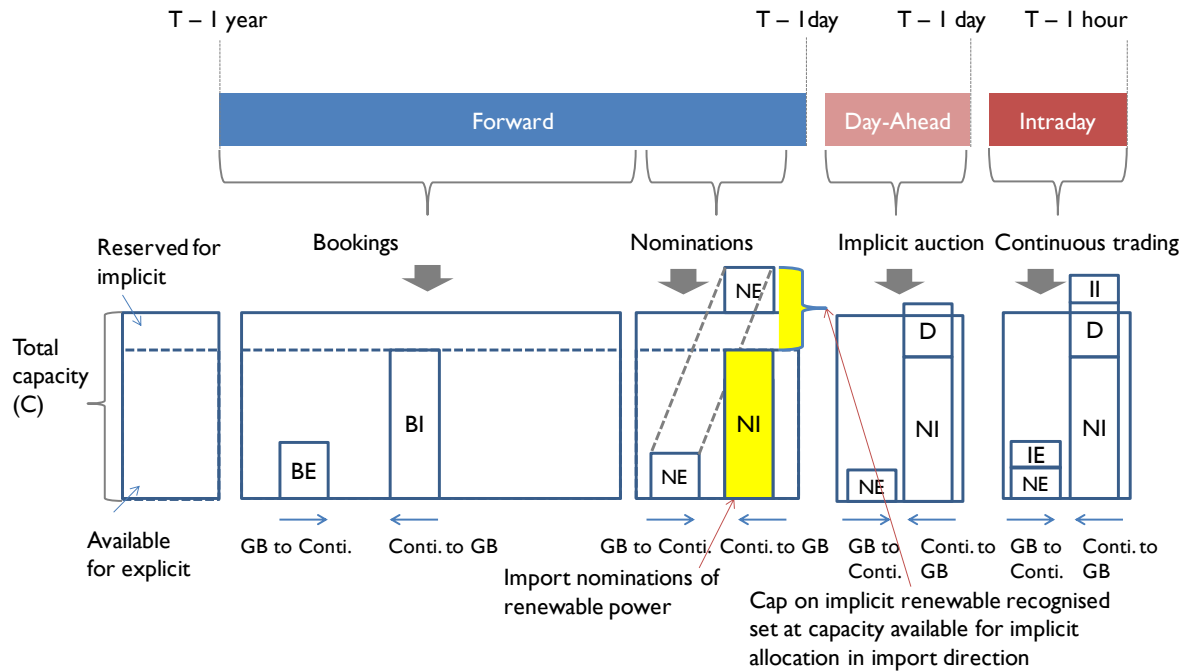 T – 1 year
T – 1day
T – 1 day
T – 1 hour
Forward
Day-Ahead
Intraday
Reserved for
implicit
Bookings
Nominations
Implicit auction
Continuous trading
Total
capacity
(C)
BE
BI
NE
NE
NI
NE
D
NI
IE
NE
II
D
NI
Available
for explicit
GB to Conti.
Conti. to GB
GB to Conti.
Conti. to GB
GB to
Conti.
Conti. to
GB
GB to
Conti.
Conti. to
GB
Import nominations of
renewable power
Cap on implicit renewable recognised
set at capacity available for implicit
allocation in import direction